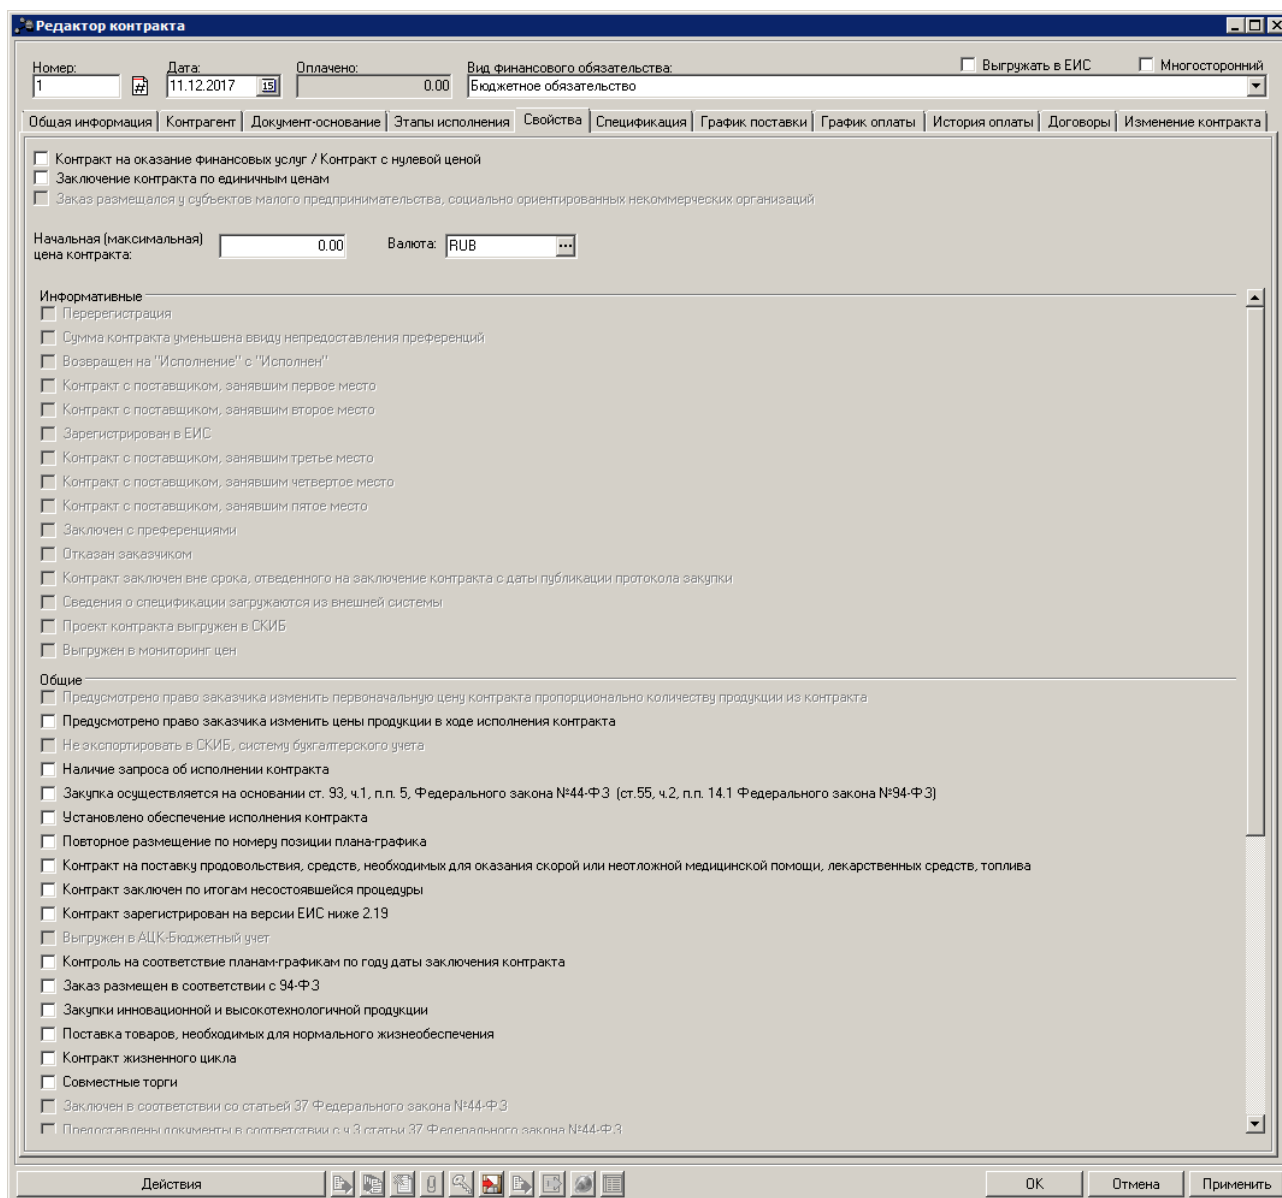 Редактор контракта
Номер: Дата: Оплачено: Вид финансового обязательства: Выгружать в ЕИС Многосторонний
1 11.12.2017 15 0.00 Бюджетное обязательство
Общая информация Контрагент Документ-основание Этапы исполнения Свойства Спецификация График поставки График оплаты История оплаты Договоры Изменение контракта
Контракт на оказание финансовых услуг / Контракт с нулевой ценой
Заключение контракта по единичным ценам
Заказ размещался у субъектов малого предпринимательства, социально ориентированных некоммерческих организаций
Начальная (максимальная)
цена контракта: 0.00 Валюта: RUB ...
Информативные
Перерегистрация
Сумма контракта уменьшена ввиду непредоставления преференций
Возвращен на "Исполнение" с "Исполнен"
Контракт с поставщиком, занявшим первое место
Контракт с поставщиком, занявшим второе место
Зарегистрирован в ЕИС
Контракт с поставщиком, занявшим третье место
Контракт с поставщиком, занявшим четвертое место
Контракт с поставщиком, занявшим пятое место
Заключен с преференциями
Отказан заказчиком
Контракт заключен вне срока, отведенного на заключение контракта с даты публикации протокола закупки
Сведения о спецификации загружаются из внешней системы
Проект контракта выгружен в СКИБ
Выгружен в мониторинг цен
Общие
Предусмотрено право заказчика изменить первоначальную цену контракта пропорционально количеству продукции из контракта
Предусмотрено право заказчика изменить цены продукции в ходе исполнения контракта
Не экспортировать в СКИБ, систему бухгалтерского учета
Наличие запроса об исполнении контракта
Закупка осуществляется на основании ст. 93, ч.1, п.п. 5, Федерального закона №44-ФЗ (ст.55, ч.2, п.п. 14.1 Федерального закона №94-ФЗ)
Установлено обеспечение исполнения контракта
Повторное размещение по номеру позиции плана-графика
Контракт на поставку продовольствия, средств, необходимых для оказания скорой или неотложной медицинской помощи, лекарственных средств, топлива
Контракт заключен по итогам несостоявшейся процедуры
Контракт зарегистрирован на версии ЕИС ниже 2.19
Выгружен в АЦК-Бюджетный учет
Контроль на соответствие планам-графикам по году даты заключения контракта
Заказ размещен в соответствии с 94-ФЗ
Закупки инновационной и высокотехнологичной продукции
Поставка товаров, необходимых для нормального жизнеобеспечения
Контракт жизненного цикла
Совместные торги
Заключен в соответствии со статьей 37 Федерального закона №44-ФЗ
Предоставлены документы в соответствии с ч.3 статьи 37 Федерального закона №44-ФЗ
Действия OK Отмена Применить